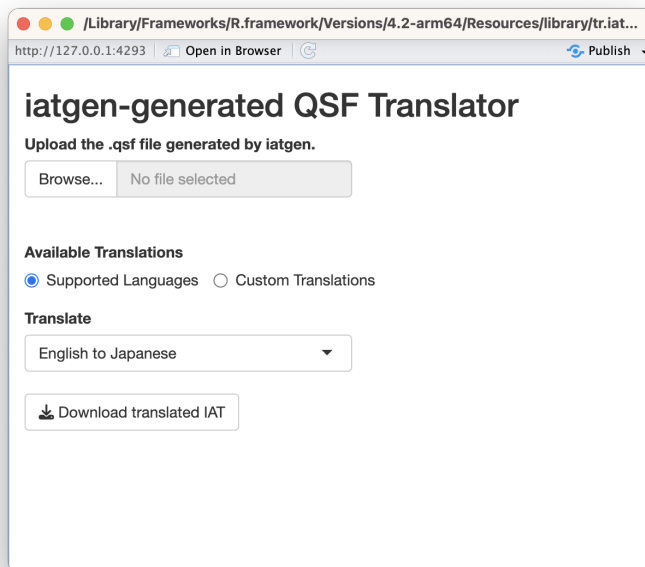 /Library/Frameworks/R.framework/Versions/4.2-arm64/Resources/library/tr.iat...
http://127.0.0.1:4293 Open in Browser Publish
iatgen-generated QSF Translator
Upload the .qsf file generated by iatgen.
Browse... No file selected
Available Translations
Supported Languages Custom Translations
Translate
English to Japanese
Download translated IAT